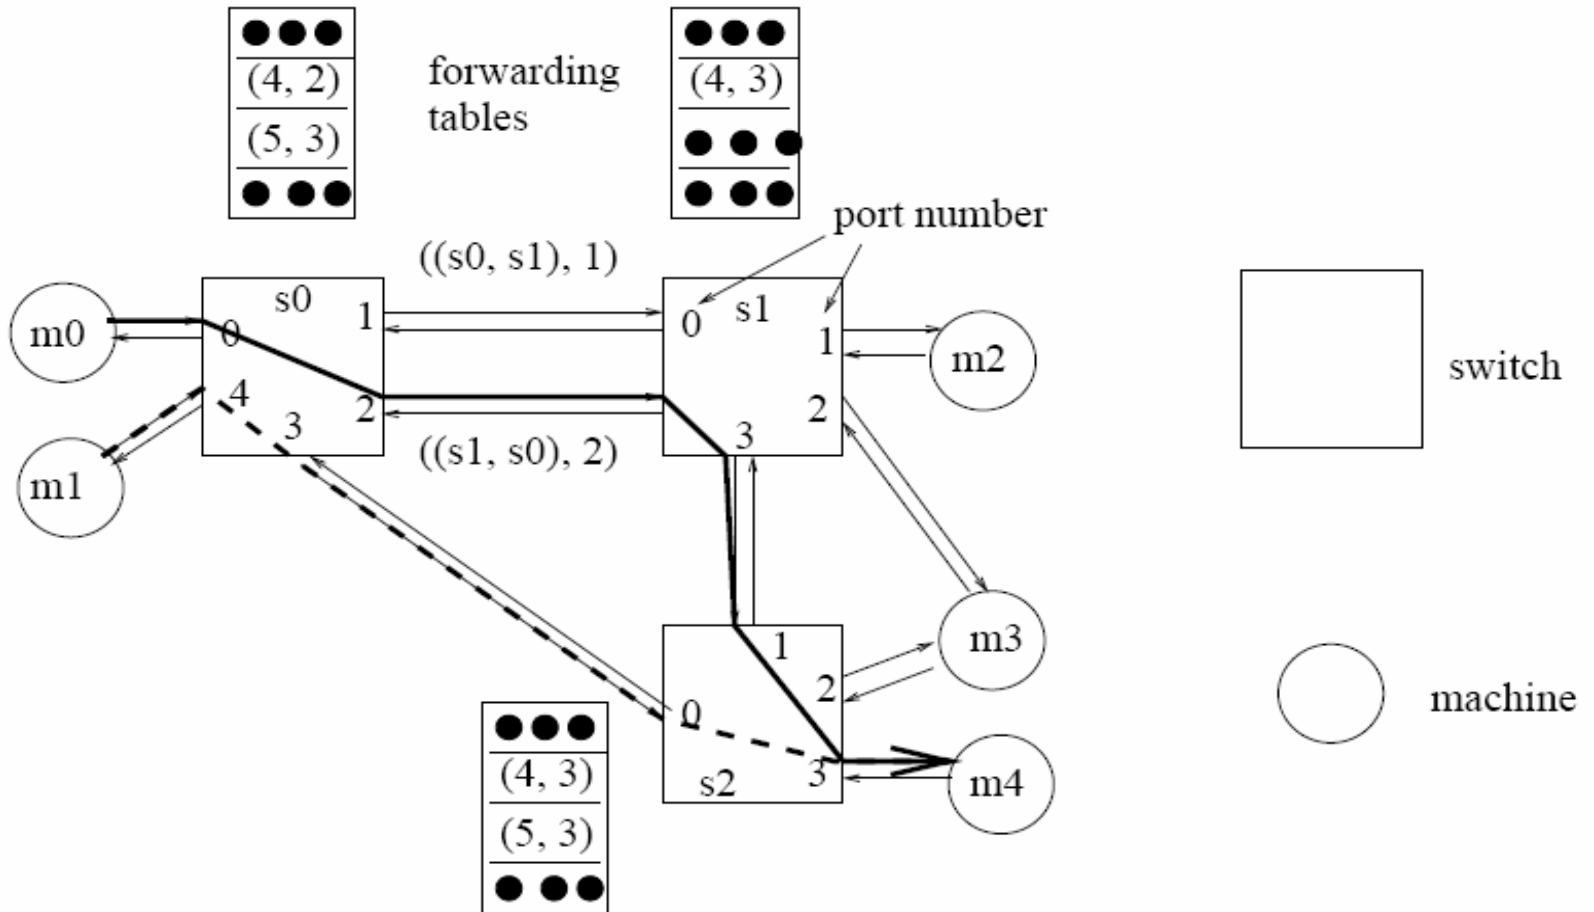 (4, 2)
(5, 3)
forwarding
tables
(4, 3)
port number
((s0, s1), 1)
m0
s0
0
1
4
3
2
s1
0
1
2
3
m2
switch
((s1, s0), 2)
m1
m3
machine
1
2
0
3
s2
m4
(4, 3)
(5, 3)